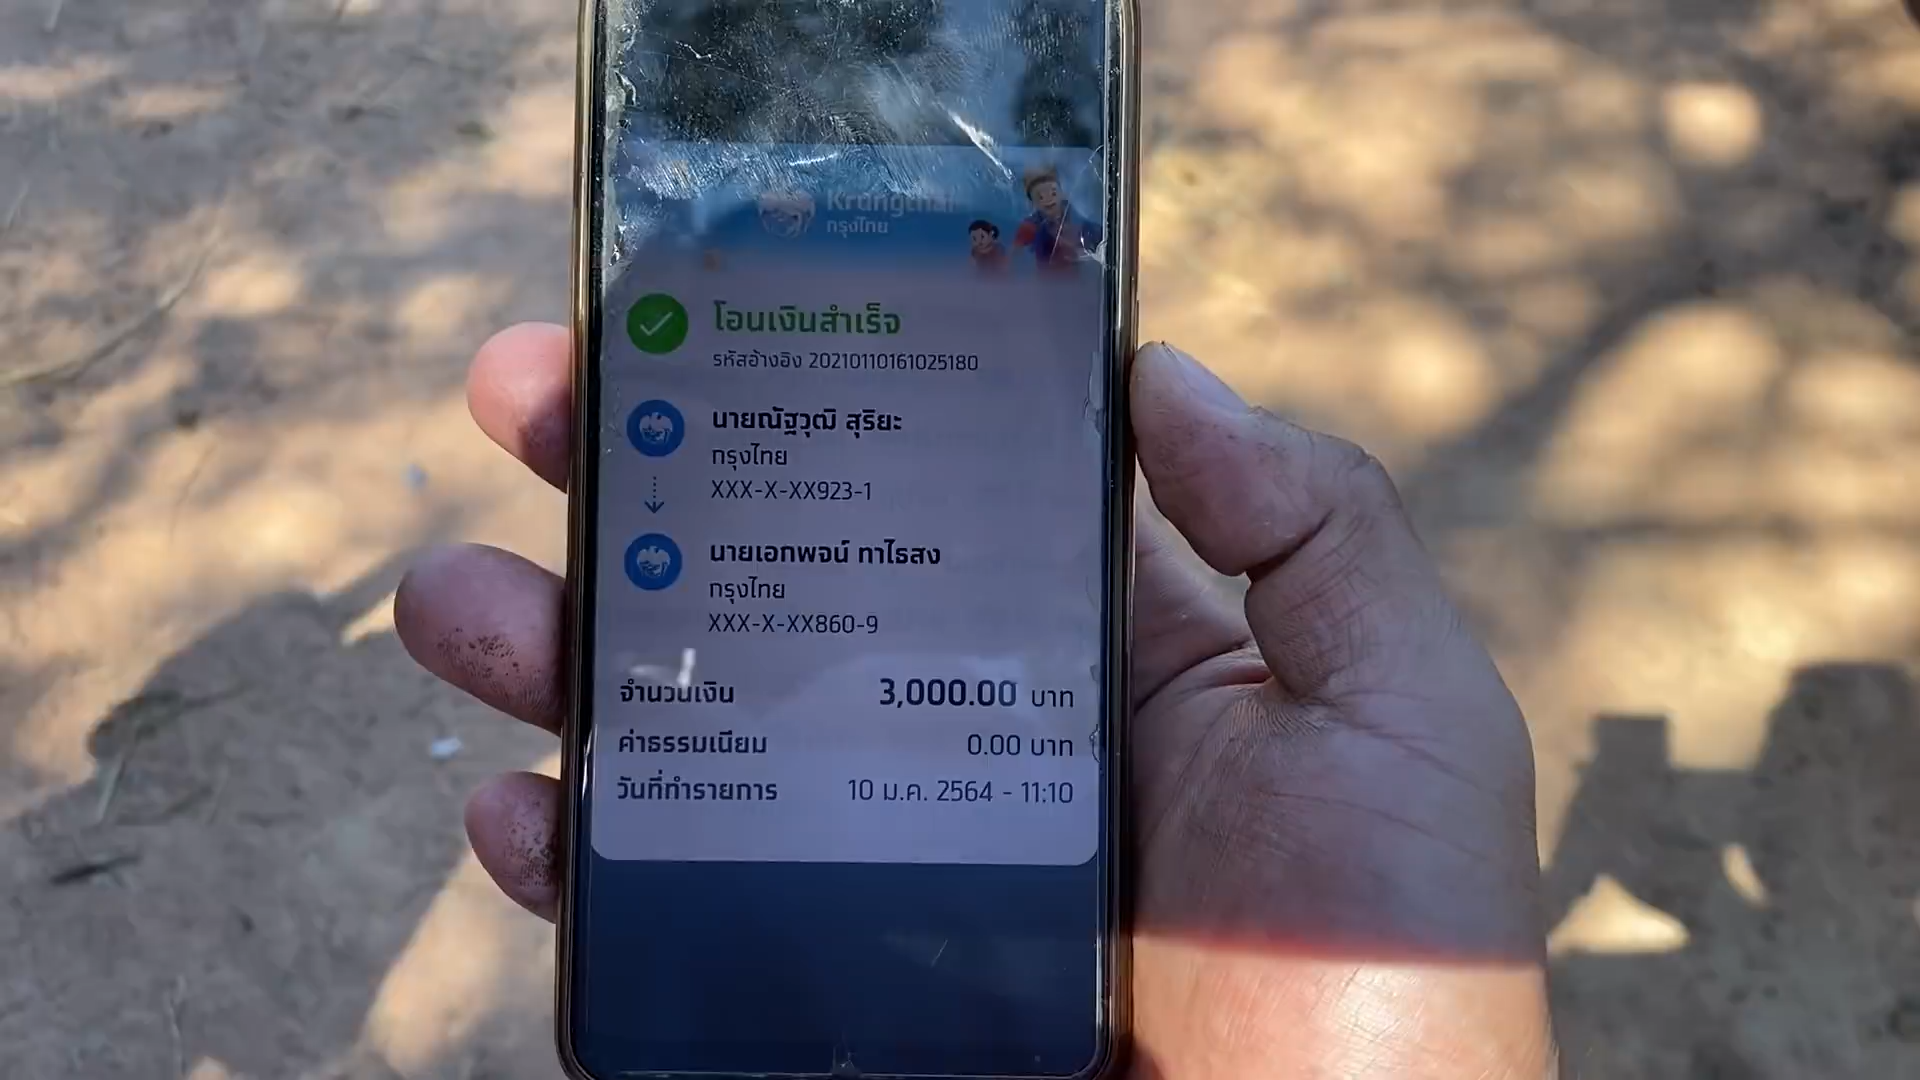 Krungthai
กรุงไทย
โอนเงินสำเร็จ
รหัสอ้างอิง 20210110161025180
นายณัฐวุฒิ สุริยะ
กรุงไทย
XXX-X-XX923-1
นายเอกพจน์ ทาไธสง
กรุงไทย
XXX-X-XX860-9
จำนวนเงิน 3,000.00 บาท
ค่าธรรมเนียม 0.00 บาท
วันที่ทำรายการ 10 ม.ค. 2564 - 11:10